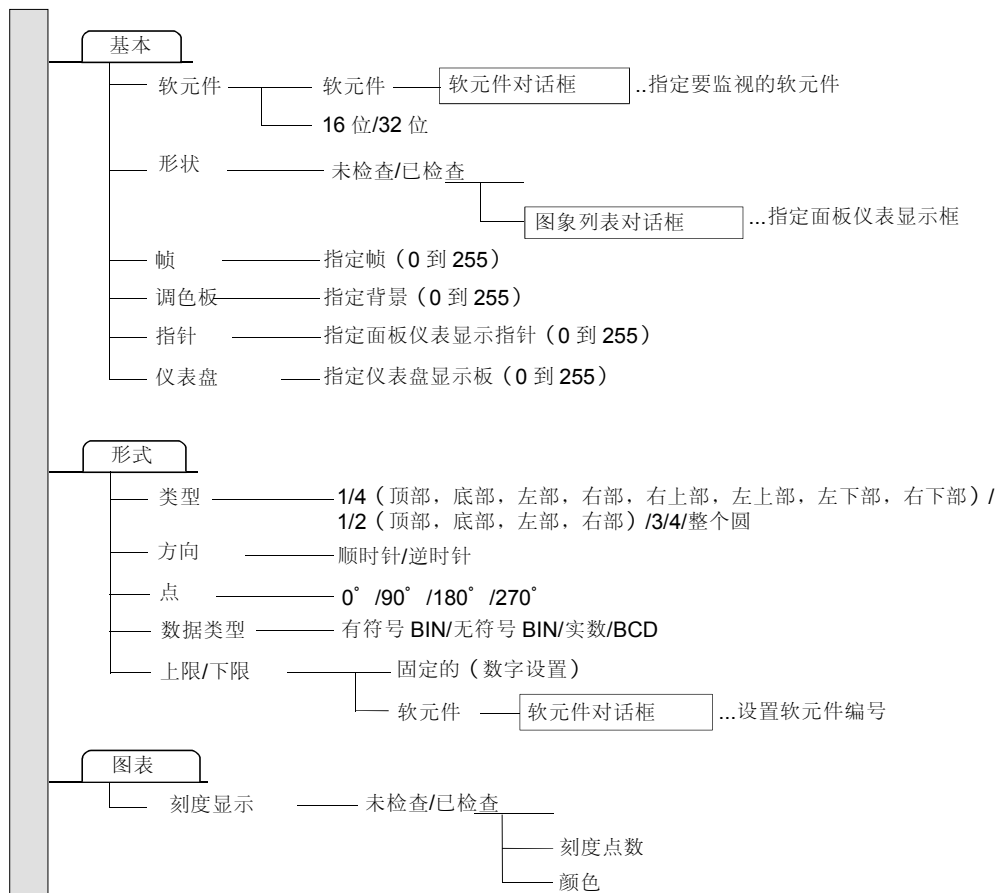 基本
软元件 软元件 软元件对话框 ..指定要监视的软元件
16 位/32 位
形状 未检查/已检查
图象列表对话框 ...指定面板仪表显示框
帧 指定帧（0 到 255）
调色板 指定背景（0 到 255）
指针 指定面板仪表显示指针（0 到 255）
仪表盘 指定仪表盘显示板（0 到 255）
形式
类型 1/4（顶部，底部，左部，右部，右上部，左上部，左下部，右下部）/
1/2（顶部，底部，左部，右部）/3/4/整个圆
方向 顺时针/逆时针
点 0°/90°/180°/270°
数据类型 有符号 BIN/无符号 BIN/实数/BCD
上限/下限 固定的（数字设置）
软元件 软元件对话框 ...设置软元件编号
图表
刻度显示 未检查/已检查
刻度点数
颜色